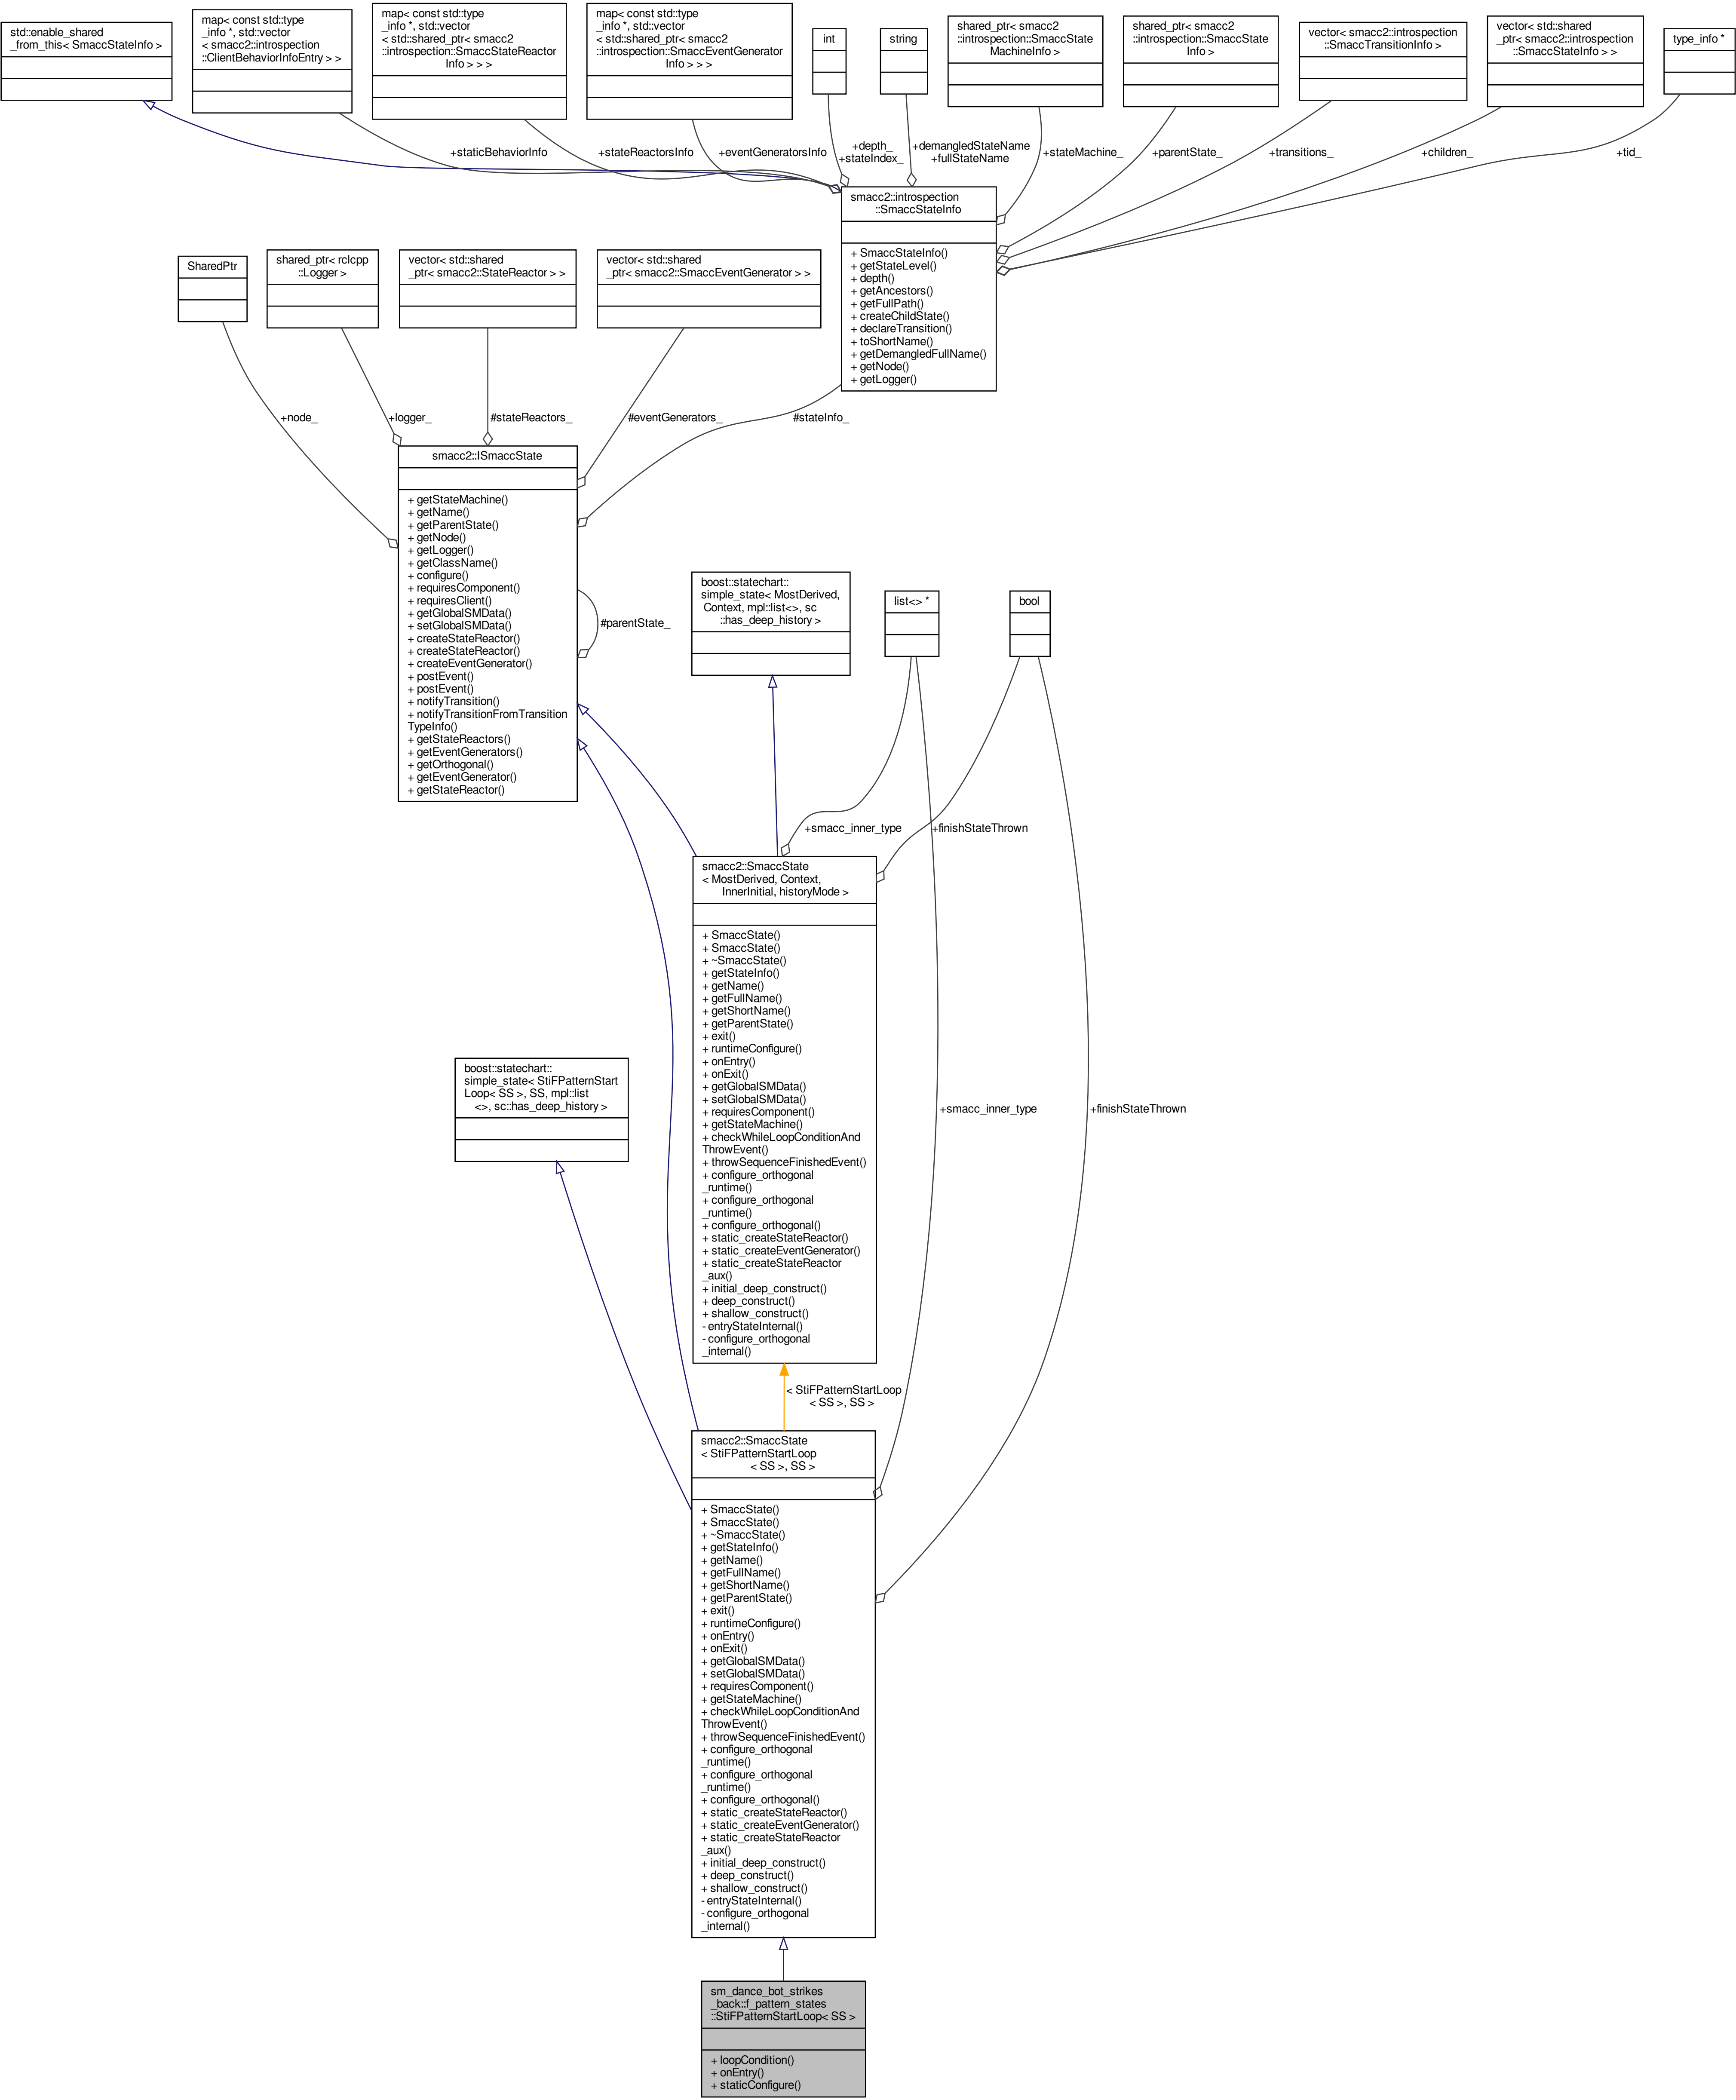 std::enable_shared
_from_this< SmaccStateInfo >
map< const std::type
_info *, std::vector
< smacc2::introspection
::ClientBehaviorInfoEntry > >
map< const std::type
_info *, std::vector
< std::shared_ptr< smacc2
::introspection::SmaccStateReactor
Info > > >
map< const std::type
_info *, std::vector
< std::shared_ptr< smacc2
::introspection::SmaccEventGenerator
Info > > >
int
string
shared_ptr< smacc2
::introspection::SmaccState
MachineInfo >
shared_ptr< smacc2
::introspection::SmaccState
Info >
vector< smacc2::introspection
::SmaccTransitionInfo >
vector< std::shared
_ptr< smacc2::introspection
::SmaccStateInfo > >
type_info *
+staticBehaviorInfo
+stateReactorsInfo
+eventGeneratorsInfo
+depth_
+stateIndex_
+demangledStateName
+fullStateName
+stateMachine_
+parentState_
+transitions_
+children_
+tid_
smacc2::introspection
::SmaccStateInfo
+ SmaccStateInfo()
+ getStateLevel()
+ depth()
+ getAncestors()
+ getFullPath()
+ createChildState()
+ declareTransition()
+ toShortName()
+ getDemangledFullName()
+ getNode()
+ getLogger()
SharedPtr
shared_ptr< rclcpp
::Logger >
vector< std::shared
_ptr< smacc2::StateReactor > >
vector< std::shared
_ptr< smacc2::SmaccEventGenerator > >
+node_
+logger_
#stateReactors_
#eventGenerators_
#stateInfo_
smacc2::ISmaccState
+ getStateMachine()
+ getName()
+ getParentState()
+ getNode()
+ getLogger()
+ getClassName()
+ configure()
+ requiresComponent()
+ requiresClient()
+ getGlobalSMData()
+ setGlobalSMData()
+ createStateReactor()
+ createStateReactor()
+ createEventGenerator()
+ postEvent()
+ postEvent()
+ notifyTransition()
+ notifyTransitionFromTransition
TypeInfo()
+ getStateReactors()
+ getEventGenerators()
+ getOrthogonal()
+ getEventGenerator()
+ getStateReactor()
#parentState_
boost::statechart::
simple_state< MostDerived,
Context, mpl::list<>, sc
::has_deep_history >
list<> *
bool
+smacc_inner_type
+finishStateThrown
smacc2::SmaccState
< MostDerived, Context,
InnerInitial, historyMode >
+ SmaccState()
+ SmaccState()
+ ~SmaccState()
+ getStateInfo()
+ getName()
+ getFullName()
+ getShortName()
+ getParentState()
+ exit()
+ runtimeConfigure()
+ onEntry()
+ onExit()
+ getGlobalSMData()
+ setGlobalSMData()
+ requiresComponent()
+ getStateMachine()
+ checkWhileLoopConditionAnd
ThrowEvent()
+ throwSequenceFinishedEvent()
+ configure_orthogonal
_runtime()
+ configure_orthogonal
_runtime()
+ configure_orthogonal()
+ static_createStateReactor()
+ static_createEventGenerator()
+ static_createStateReactor
_aux()
+ initial_deep_construct()
+ deep_construct()
+ shallow_construct()
- entryStateInternal()
- configure_orthogonal
_internal()
boost::statechart::
simple_state< StiFPatternStart
Loop< SS >, SS, mpl::list
<>, sc::has_deep_history >
+smacc_inner_type
+finishStateThrown
< StiFPatternStartLoop
< SS >, SS >
smacc2::SmaccState
< StiFPatternStartLoop
< SS >, SS >
+ SmaccState()
+ SmaccState()
+ ~SmaccState()
+ getStateInfo()
+ getName()
+ getFullName()
+ getShortName()
+ getParentState()
+ exit()
+ runtimeConfigure()
+ onEntry()
+ onExit()
+ getGlobalSMData()
+ setGlobalSMData()
+ requiresComponent()
+ getStateMachine()
+ checkWhileLoopConditionAnd
ThrowEvent()
+ throwSequenceFinishedEvent()
+ configure_orthogonal
_runtime()
+ configure_orthogonal
_runtime()
+ configure_orthogonal()
+ static_createStateReactor()
+ static_createEventGenerator()
+ static_createStateReactor
_aux()
+ initial_deep_construct()
+ deep_construct()
+ shallow_construct()
- entryStateInternal()
- configure_orthogonal
_internal()
sm_dance_bot_strikes
_back::f_pattern_states
::StiFPatternStartLoop< SS >
+ loopCondition()
+ onEntry()
+ staticConfigure()